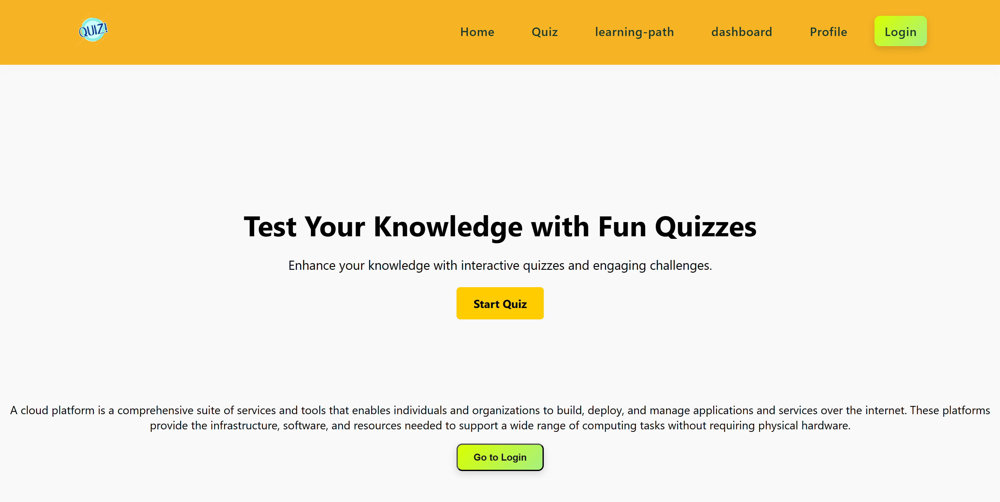 QUIZ!
Home
Quiz
learning-path
dashboard
Profile
Login
Test Your Knowledge with Fun Quizzes
Enhance your knowledge with interactive quizzes and engaging challenges.
Start Quiz
A cloud platform is a comprehensive suite of services and tools that enables individuals and organizations to build, deploy, and manage applications and services over the internet. These platforms
provide the infrastructure, software, and resources needed to support a wide range of computing tasks without requiring physical hardware.
Go to Login